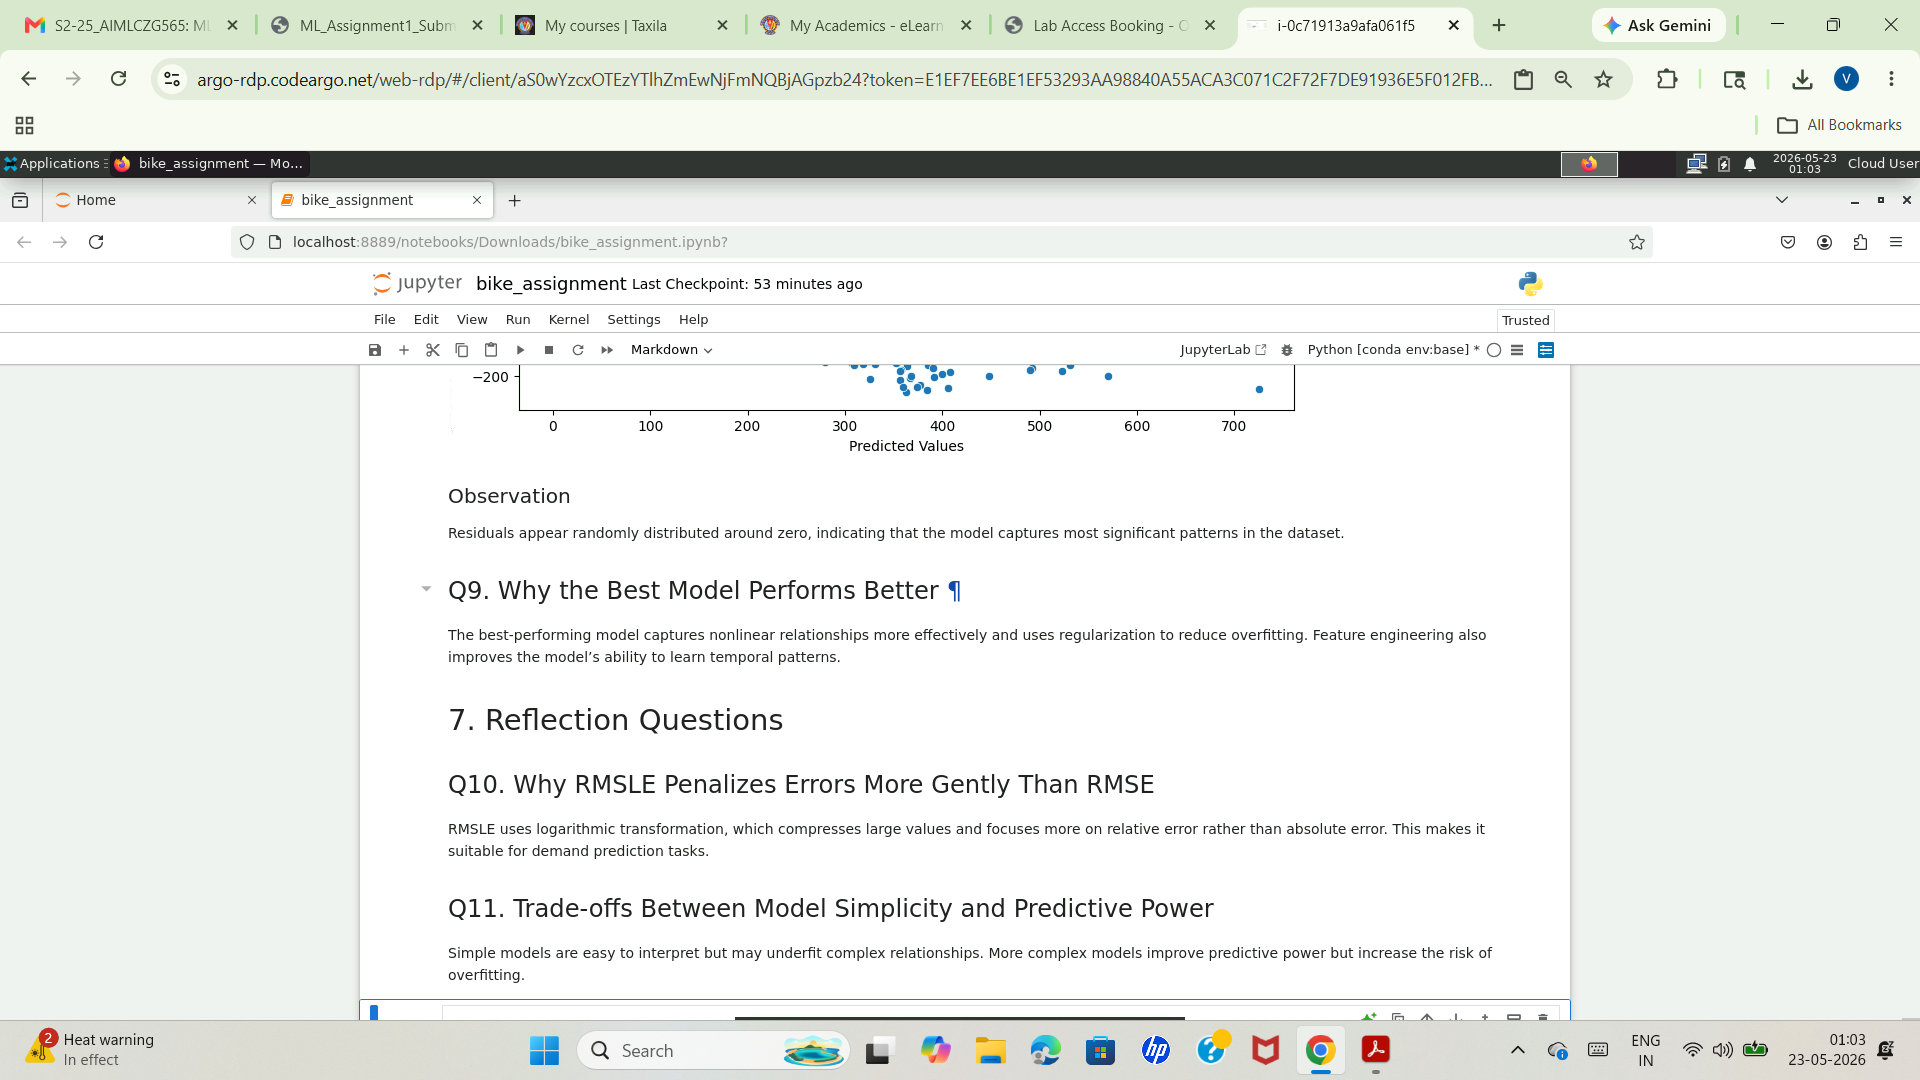 S2-25_AIMLCZG565: ML
ML_Assignment1_Subm
My courses | Taxila
My Academics - eLearn
Lab Access Booking - O
i-0c71913a9afa061f5
Ask Gemini
argo-rdp.codeargo.net/web-rdp/#/client/aS0wYzcxOTEzYTlhZmEwNjFmNQBjAGpzb24?token=E1EF7EE6BE1EF53293AA98840A55ACA3C071C2F72F7DE91936E5F012FB...
V
All Bookmarks
Applications
bike_assignment — Mo...
2026-05-23
01:03
Cloud User
Home
bike_assignment
localhost:8889/notebooks/Downloads/bike_assignment.ipynb?
jupyter bike_assignment Last Checkpoint: 53 minutes ago
File Edit View Run Kernel Settings Help
Trusted
Markdown
JupyterLab
Python [conda env:base] *
−200
0 100 200 300 400 500 600 700
Predicted Values
Observation
Residuals appear randomly distributed around zero, indicating that the model captures most significant patterns in the dataset.
Q9. Why the Best Model Performs Better ¶
The best-performing model captures nonlinear relationships more effectively and uses regularization to reduce overfitting. Feature engineering also
improves the model’s ability to learn temporal patterns.
7. Reflection Questions
Q10. Why RMSLE Penalizes Errors More Gently Than RMSE
RMSLE uses logarithmic transformation, which compresses large values and focuses more on relative error rather than absolute error. This makes it
suitable for demand prediction tasks.
Q11. Trade-offs Between Model Simplicity and Predictive Power
Simple models are easy to interpret but may underfit complex relationships. More complex models improve predictive power but increase the risk of
overfitting.
2
Heat warning
In effect
Search
hp
ENG
IN
01:03
23-05-2026